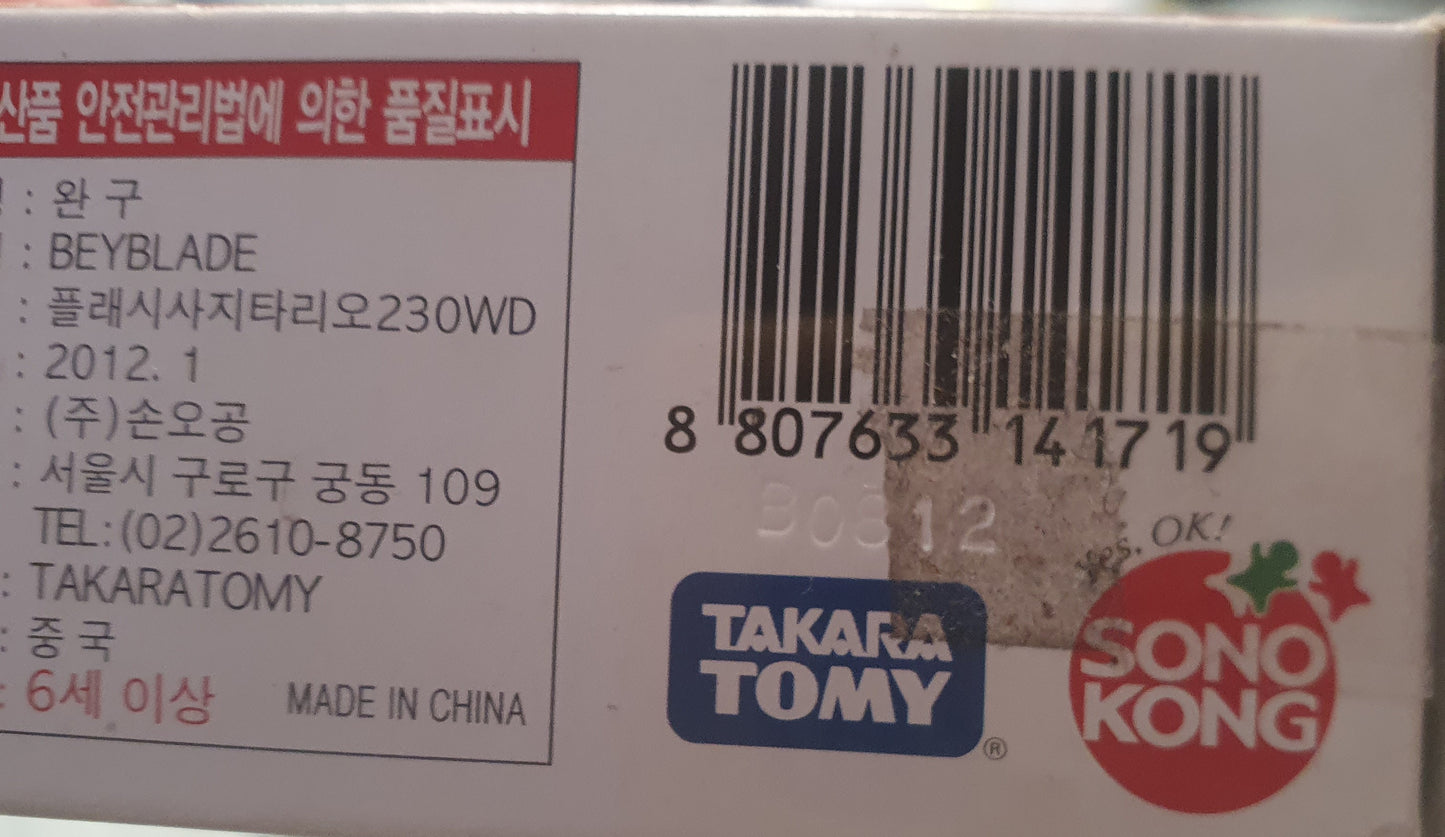 산품 안전관리법에 의한 품질표시
: 완 구
: BEYBLADE
: 플래시사지타리오230WD
: 2012. 1
: (주)손오공
: 서울시 구로구 궁동 109
TEL:(02)2610-8750
: TAKARATOMY
: 중 국
: 6세 이상 MADE IN CHINA
8 807633 141719
B0812
yes, OK!
TAKARA
TOMY
®
SONO
KONG